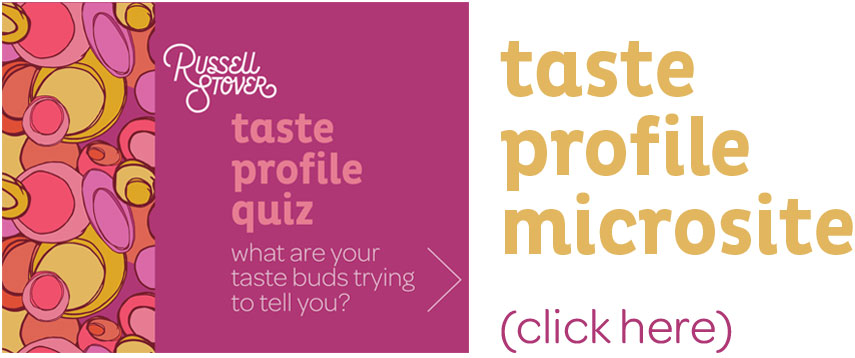 Russell
Stover
taste
profile
quiz
what are your
taste buds trying
to tell you?
taste
profile
microsite
(click here)